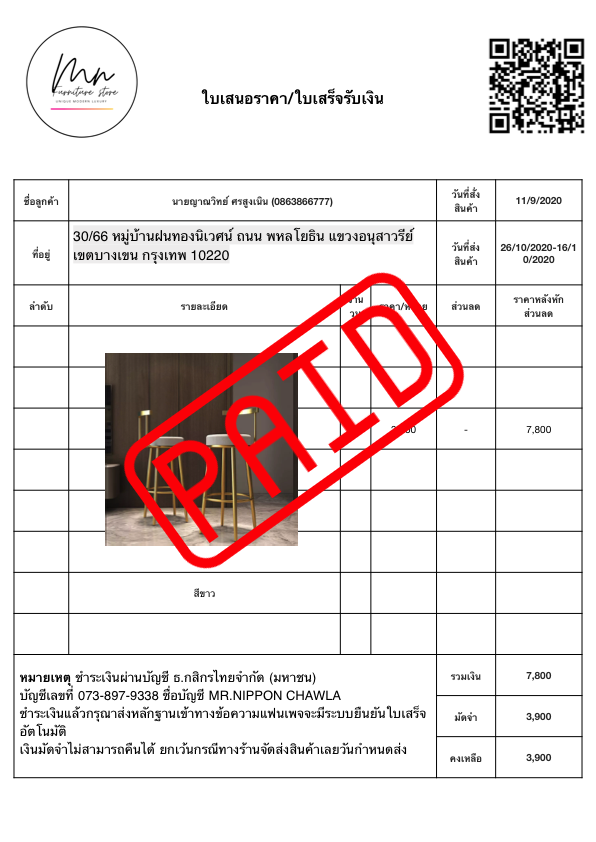 Mn
Furniture store
UNIQUE MODERN LUXURY
ใบเสนอราคา/ใบเสร็จรับเงิน
ชื่อลูกค้า
นายญาณวิทย์ ศรสูงเนิน (0863866777)
วันที่สั่ง
สินค้า
11/9/2020
ที่อยู่
30/66 หมู่บ้านฝนทองนิเวศน์ ถนน พหลโยธิน แขวงอนุสาวรีย์
เขตบางเขน กรุงเทพ 10220
วันที่ส่ง
สินค้า
26/10/2020-16/1
0/2020
ลำดับ
รายละเอียด
ส่วนลด
ราคาหลังหัก
ส่วนลด
PAID
-
7,800
สีขาว
หมายเหตุ ชำระเงินผ่านบัญชี ธ.กสิกรไทยจำกัด (มหาชน)
บัญชีเลขที่ 073-897-9338 ชื่อบัญชี MR.NIPPON CHAWLA
ชำระเงินแล้วกรุณาส่งหลักฐานเข้าทางข้อความแฟนเพจจะมีระบบยืนยันใบเสร็จ
อัตโนมัติ
เงินมัดจำไม่สามารถคืนได้ ยกเว้นกรณีทางร้านจัดส่งสินค้าเลยวันกำหนดส่ง
รวมเงิน
7,800
มัดจำ
3,900
คงเหลือ
3,900